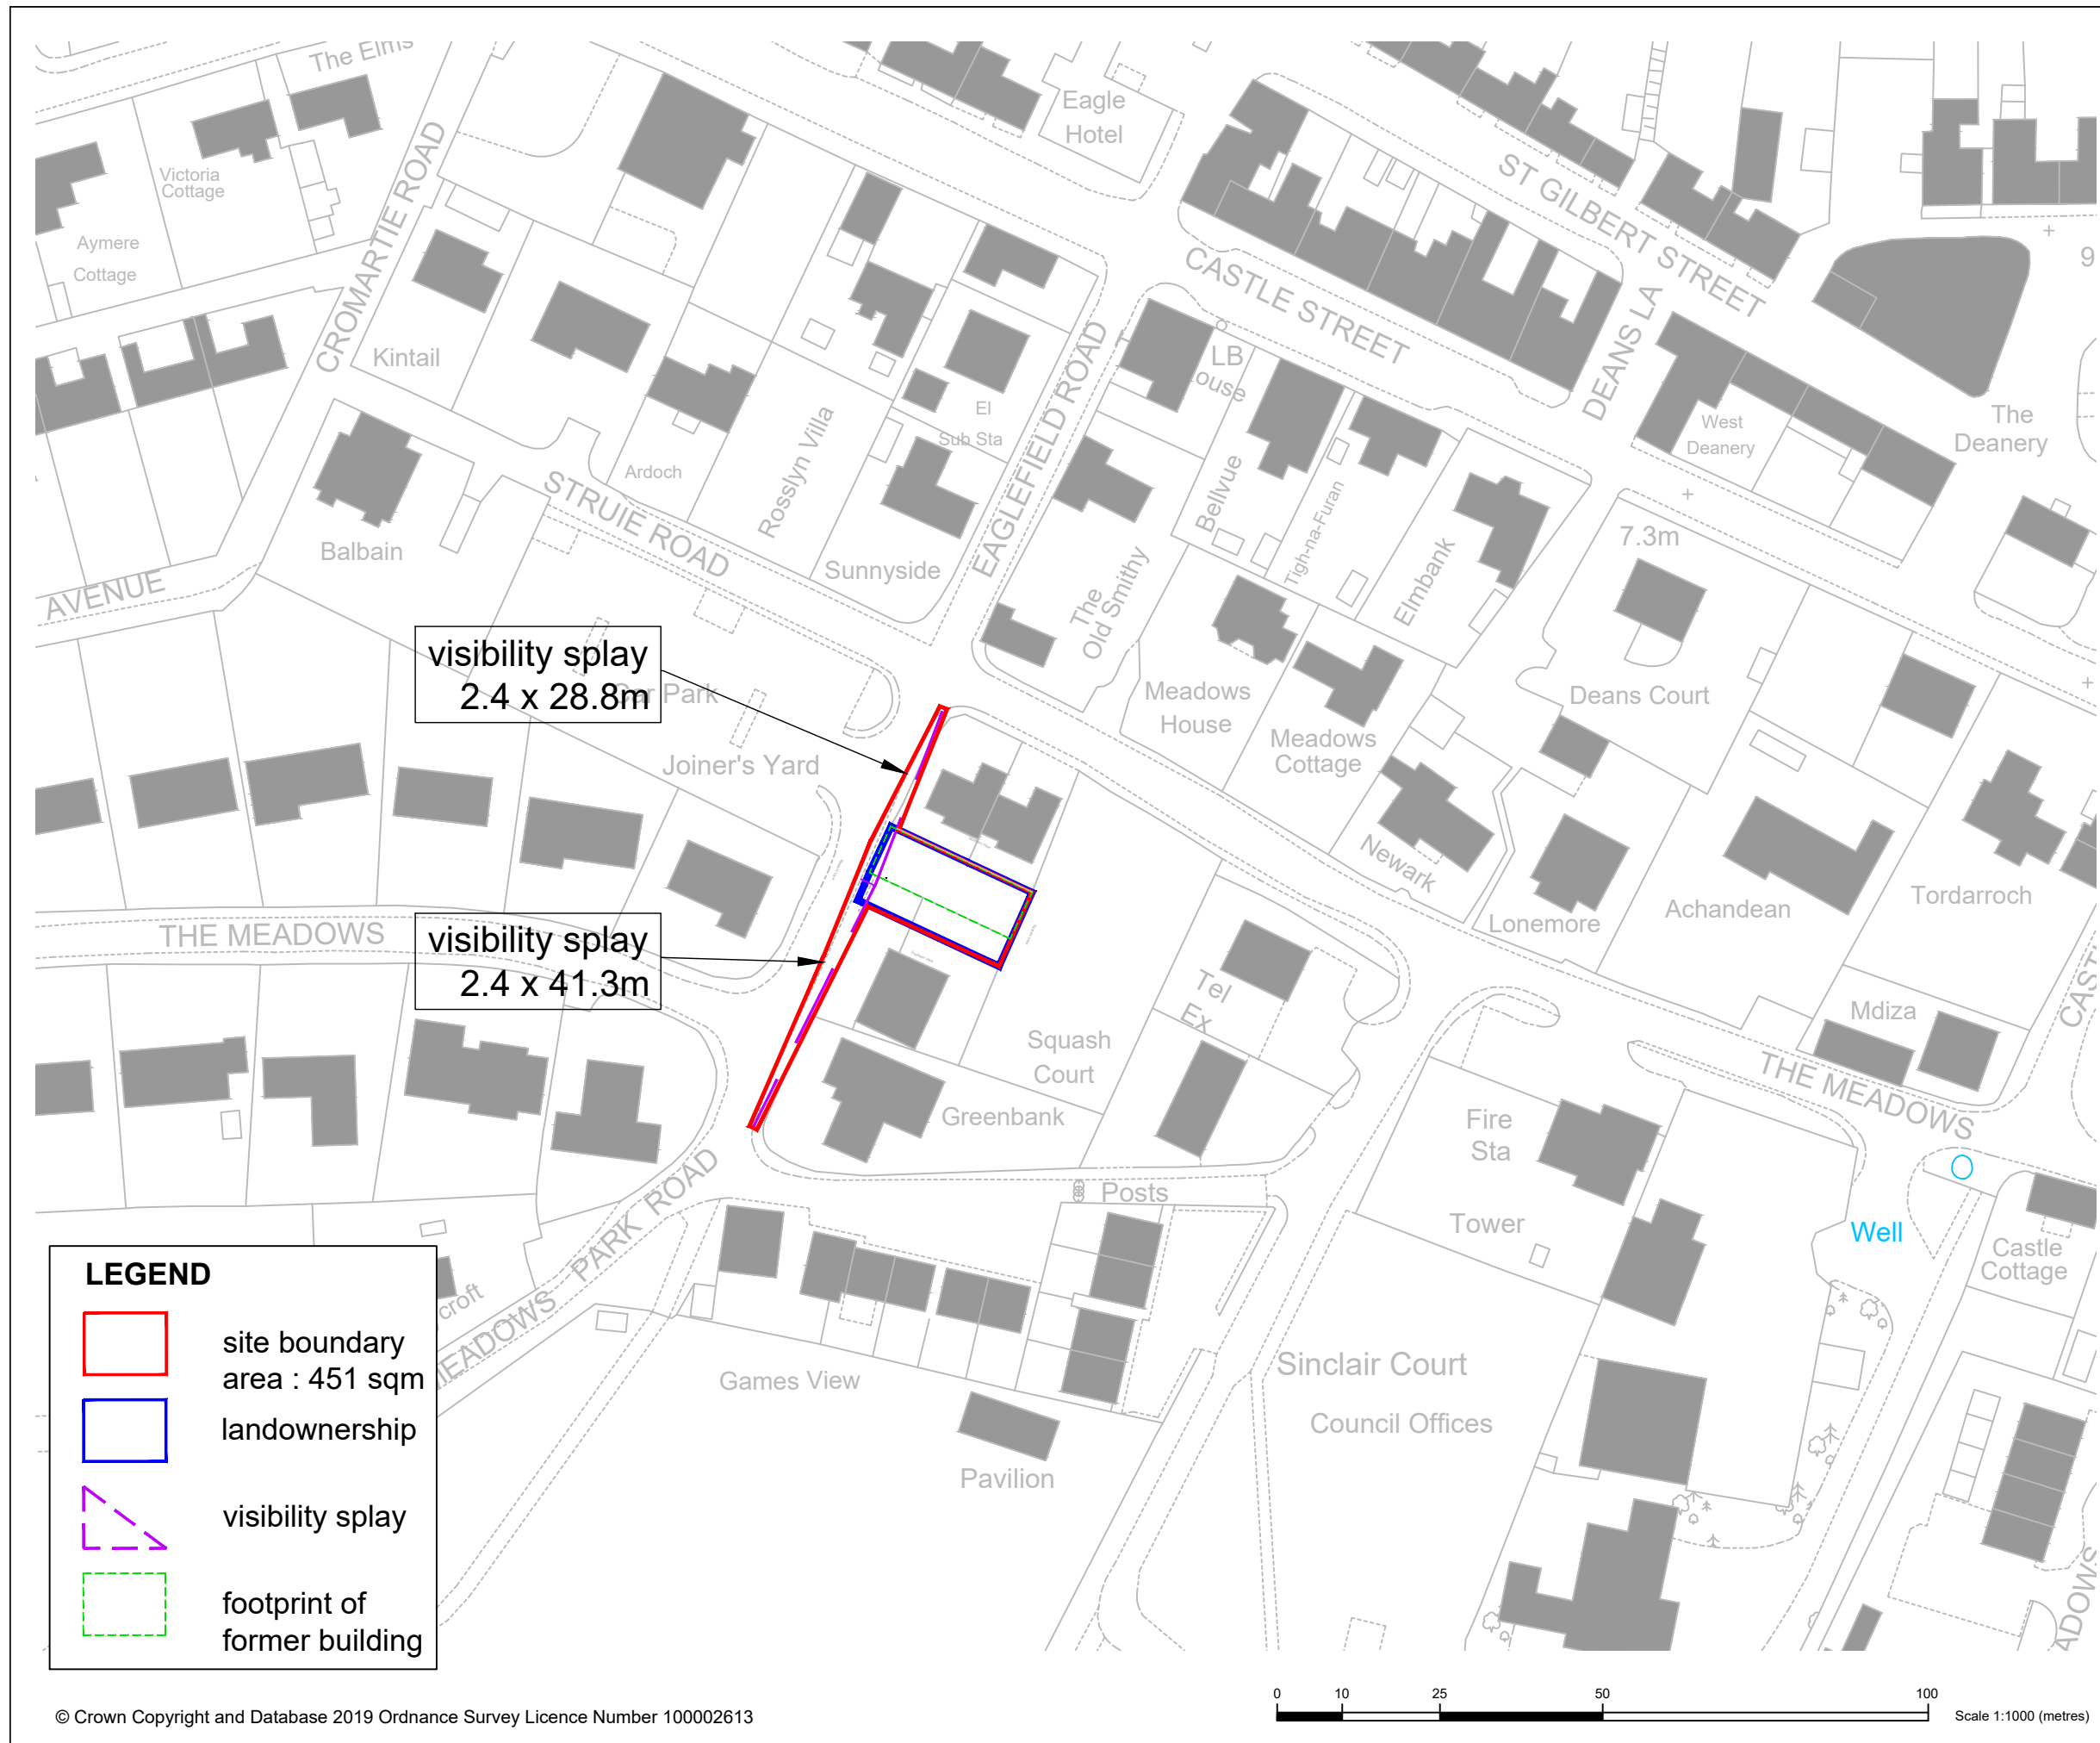 The Elms
Eagle
Hotel
Victoria
Cottage
CROMARTIE ROAD
ST GILBERT STREET
Aymere
Cottage
9
CASTLE STREET
DEANS LA
Kintail
LB
ouse
EAGLEFIELD ROAD
El
Sub Sta
West
Deanery
The
Deanery
Ardoch
Rosslyn Villa
STRUIE ROAD
Bellvue
Tigh-na-Furan
7.3m
Balbain
Sunnyside
The
Old Smithy
Elmbank
AVENUE
visibility splay
2.4 x 28.8m
Car Park
Meadows
House
Deans Court
Meadows
Cottage
Joiner's Yard
Newark
Lonemore
Achandean
Tordarroch
THE MEADOWS
visibility splay
2.4 x 41.3m
Tel
Ex
CAST
Mdiza
Squash
Court
THE MEADOWS
Greenbank
Fire
Sta
Posts
Tower
Well
Castle
Cottage
PARK ROAD
MEADOWS
croft
Games View
Sinclair Court
Council Offices
Pavilion
ADOWS
LEGEND
site boundary
area : 451 sqm
landownership
visibility splay
footprint of
former building
© Crown Copyright and Database 2019 Ordnance Survey Licence Number 100002613
0 10 25 50 100
Scale 1:1000 (metres)